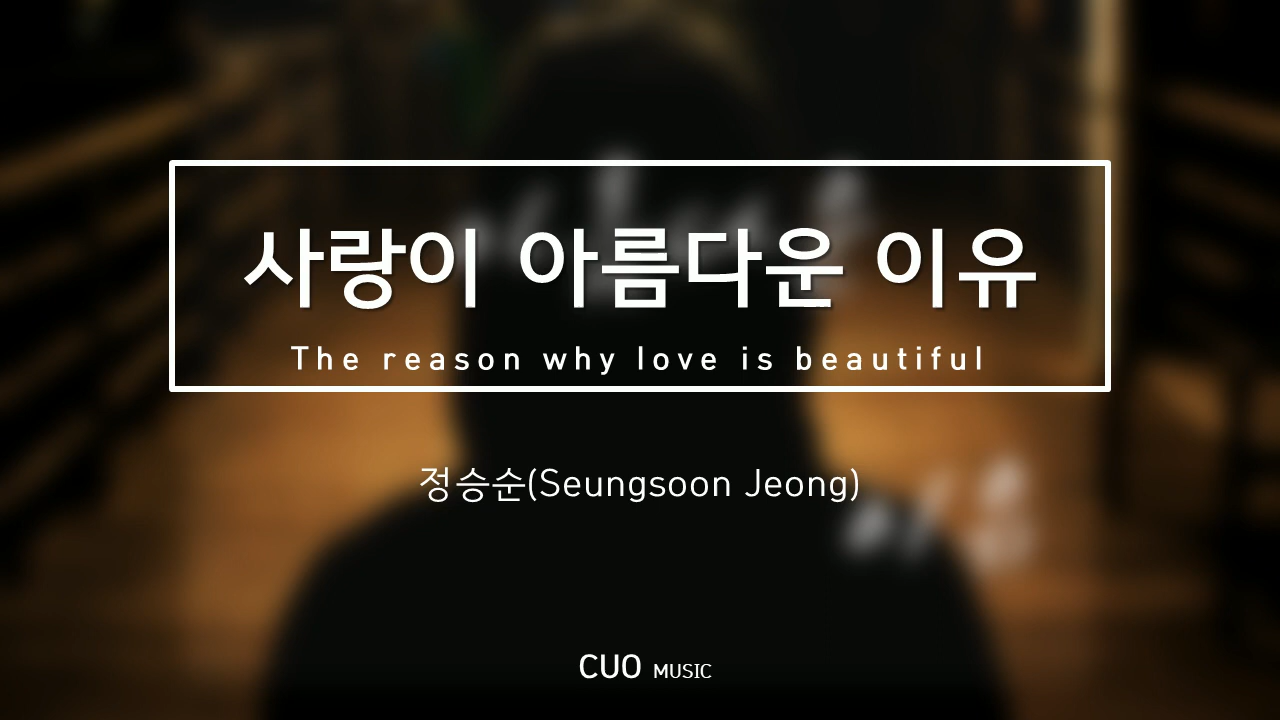 사랑이 아름다운 이유
The reason why love is beautiful
정승순(Seungsoon Jeong)
CUO MUSIC